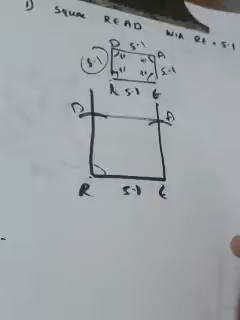 1) Square READ With RE = 5.1
D 5.1 A
5.1
5.1
R 5.1 E
D A
R 5.1 E